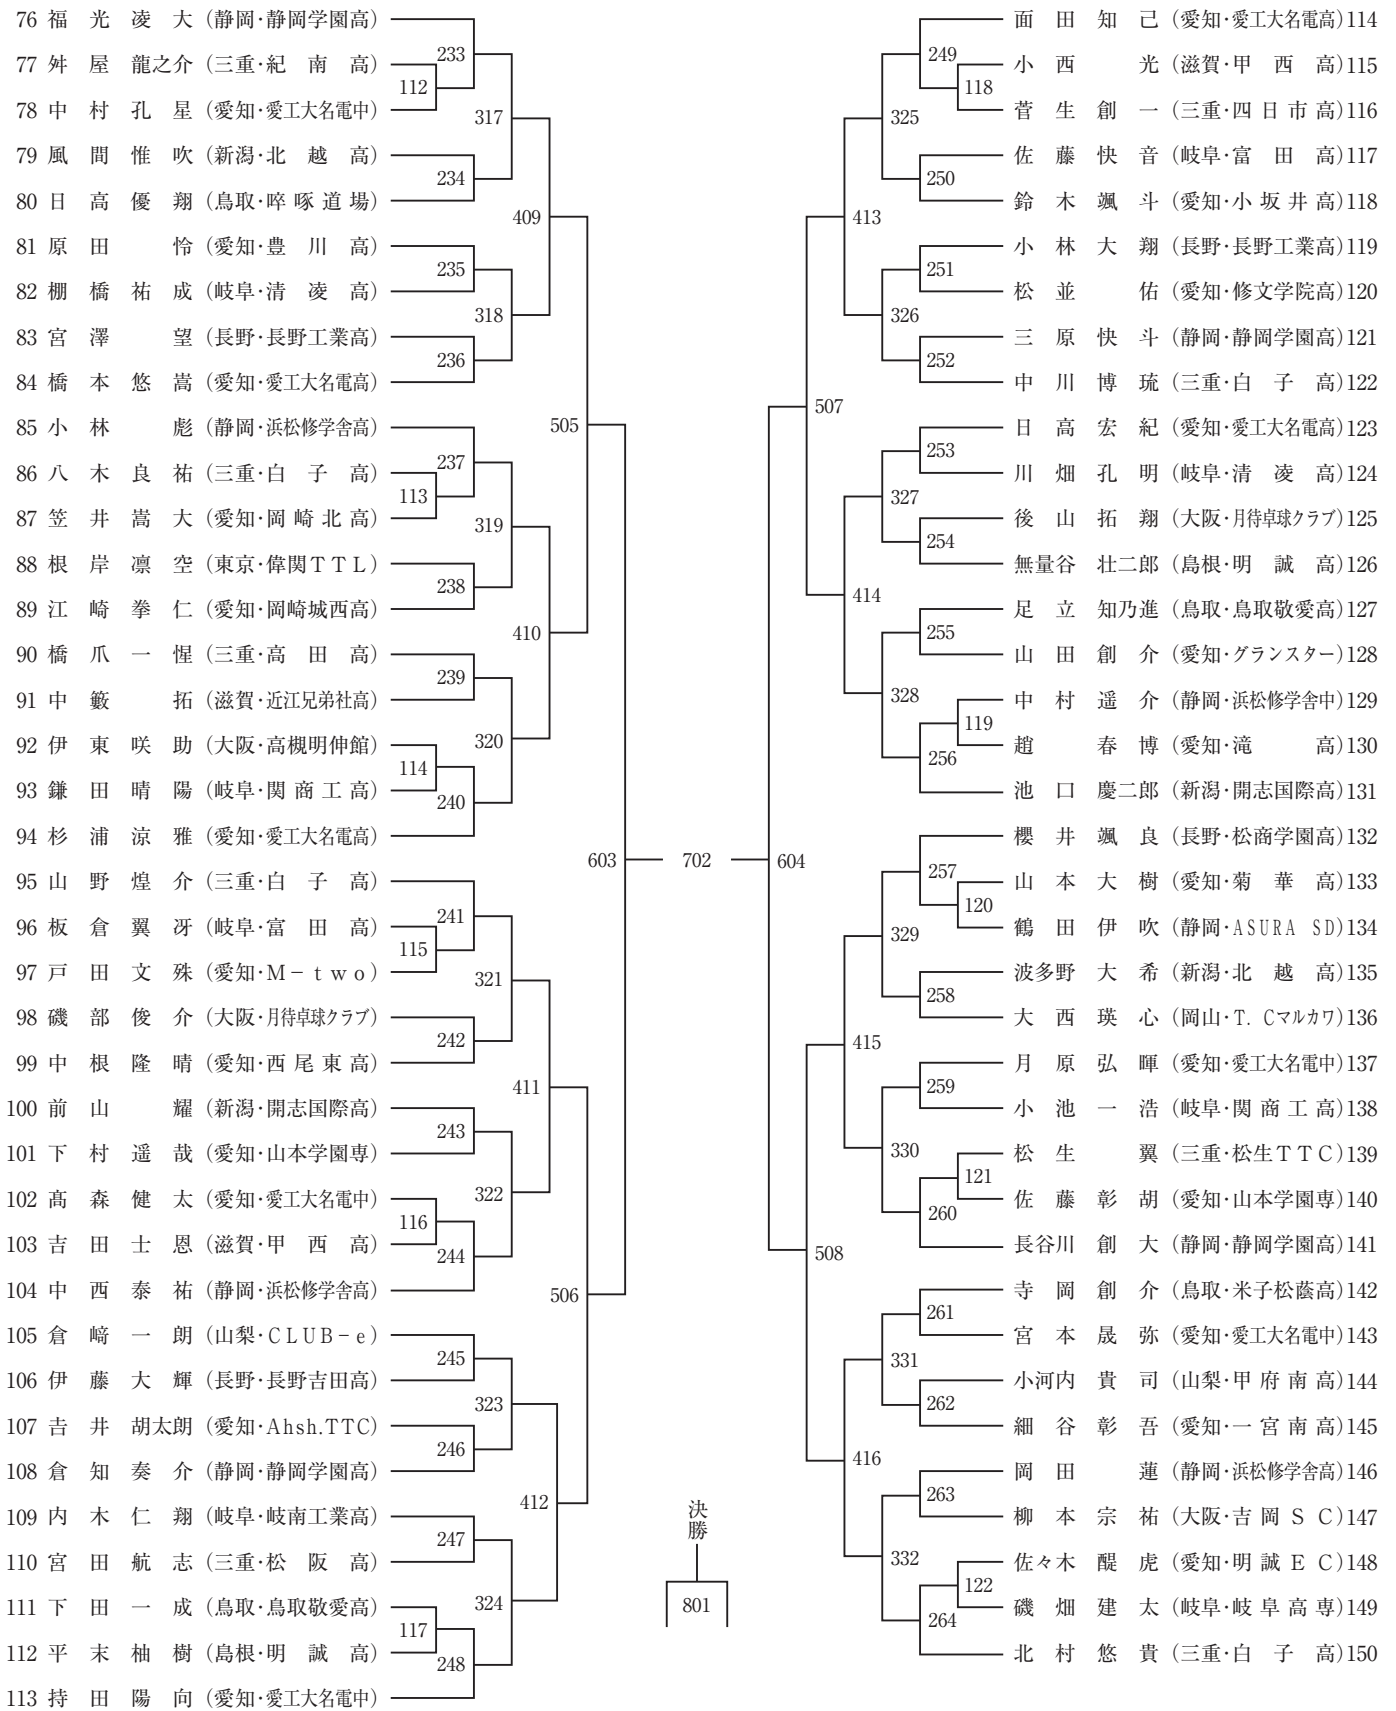 76 福光凌大 (静岡・静岡学園高)
77 舛屋龍之介 (三重・紀南高)
78 中村孔星 (愛知・愛工大名電中)
79 風間惟吹 (新潟・北越高)
80 日高優翔 (鳥取・啐啄道場)
81 原田怜 (愛知・豊川高)
82 棚橋祐成 (岐阜・清凌高)
83 宮澤望 (長野・長野工業高)
84 橋本悠嵩 (愛知・愛工大名電高)
85 小林彪 (静岡・浜松修学舎高)
86 八木良祐 (三重・白子高)
87 笠井嵩大 (愛知・岡崎北高)
88 根岸凛空 (東京・偉関TTL)
89 江崎拳仁 (愛知・岡崎城西高)
90 橋爪一惺 (三重・高田高)
91 中籔拓 (滋賀・近江兄弟社高)
92 伊東咲助 (大阪・高槻明伸館)
93 鎌田晴陽 (岐阜・関商工高)
94 杉浦涼雅 (愛知・愛工大名電高)
95 山野煌介 (三重・白子高)
96 板倉翼冴 (岐阜・富田高)
97 戸田文殊 (愛知・M-two)
98 磯部俊介 (大阪・月待卓球クラブ)
99 中根隆晴 (愛知・西尾東高)
100 前山耀 (新潟・開志国際高)
101 下村遥哉 (愛知・山本学園専)
102 髙森健太 (愛知・愛工大名電中)
103 吉田士恩 (滋賀・甲西高)
104 中西泰祐 (静岡・浜松修学舎高)
105 倉﨑一朗 (山梨・CLUB-e)
106 伊藤大輝 (長野・長野吉田高)
107 吉井胡太朗 (愛知・Ahsh.TTC)
108 倉知奏介 (静岡・静岡学園高)
109 内木仁翔 (岐阜・岐南工業高)
110 宮田航志 (三重・松阪高)
111 下田一成 (鳥取・鳥取敬愛高)
112 平末柚樹 (島根・明誠高)
113 持田陽向 (愛知・愛工大名電中)
112
113
114
115
116
117
233
234
235
236
237
238
239
240
241
242
243
244
245
246
247
248
317
318
319
320
321
322
323
324
409
410
411
412
505
506
603
702
604
決勝
801
507
508
413
414
415
416
325
326
327
328
329
330
331
332
249
250
251
252
253
254
255
256
257
258
259
260
261
262
263
264
118
119
120
121
122
面田知己 (愛知・愛工大名電高)114
小西光 (滋賀・甲西高)115
菅生創一 (三重・四日市高)116
佐藤快音 (岐阜・富田高)117
鈴木颯斗 (愛知・小坂井高)118
小林大翔 (長野・長野工業高)119
松並佑 (愛知・修文学院高)120
三原快斗 (静岡・静岡学園高)121
中川博琉 (三重・白子高)122
日高宏紀 (愛知・愛工大名電高)123
川畑孔明 (岐阜・清凌高)124
後山拓翔 (大阪・月待卓球クラブ)125
無量谷壮二郎 (島根・明誠高)126
足立知乃進 (鳥取・鳥取敬愛高)127
山田創介 (愛知・グランスター)128
中村遥介 (静岡・浜松修学舎中)129
趙春博 (愛知・滝高)130
池口慶二郎 (新潟・開志国際高)131
櫻井颯良 (長野・松商学園高)132
山本大樹 (愛知・菊華高)133
鶴田伊吹 (静岡・ASURA SD)134
波多野大希 (新潟・北越高)135
大西瑛心 (岡山・T. Cマルカワ)136
月原弘暉 (愛知・愛工大名電中)137
小池一浩 (岐阜・関商工高)138
松生翼 (三重・松生TTC)139
佐藤彰胡 (愛知・山本学園専)140
長谷川創大 (静岡・静岡学園高)141
寺岡創介 (鳥取・米子松蔭高)142
宮本晟弥 (愛知・愛工大名電中)143
小河内貴司 (山梨・甲府南高)144
細谷彰吾 (愛知・一宮南高)145
岡田蓮 (静岡・浜松修学舎高)146
柳本宗祐 (大阪・吉岡SC)147
佐々木醍虎 (愛知・明誠EC)148
磯畑建太 (岐阜・岐阜高専)149
北村悠貴 (三重・白子高)150